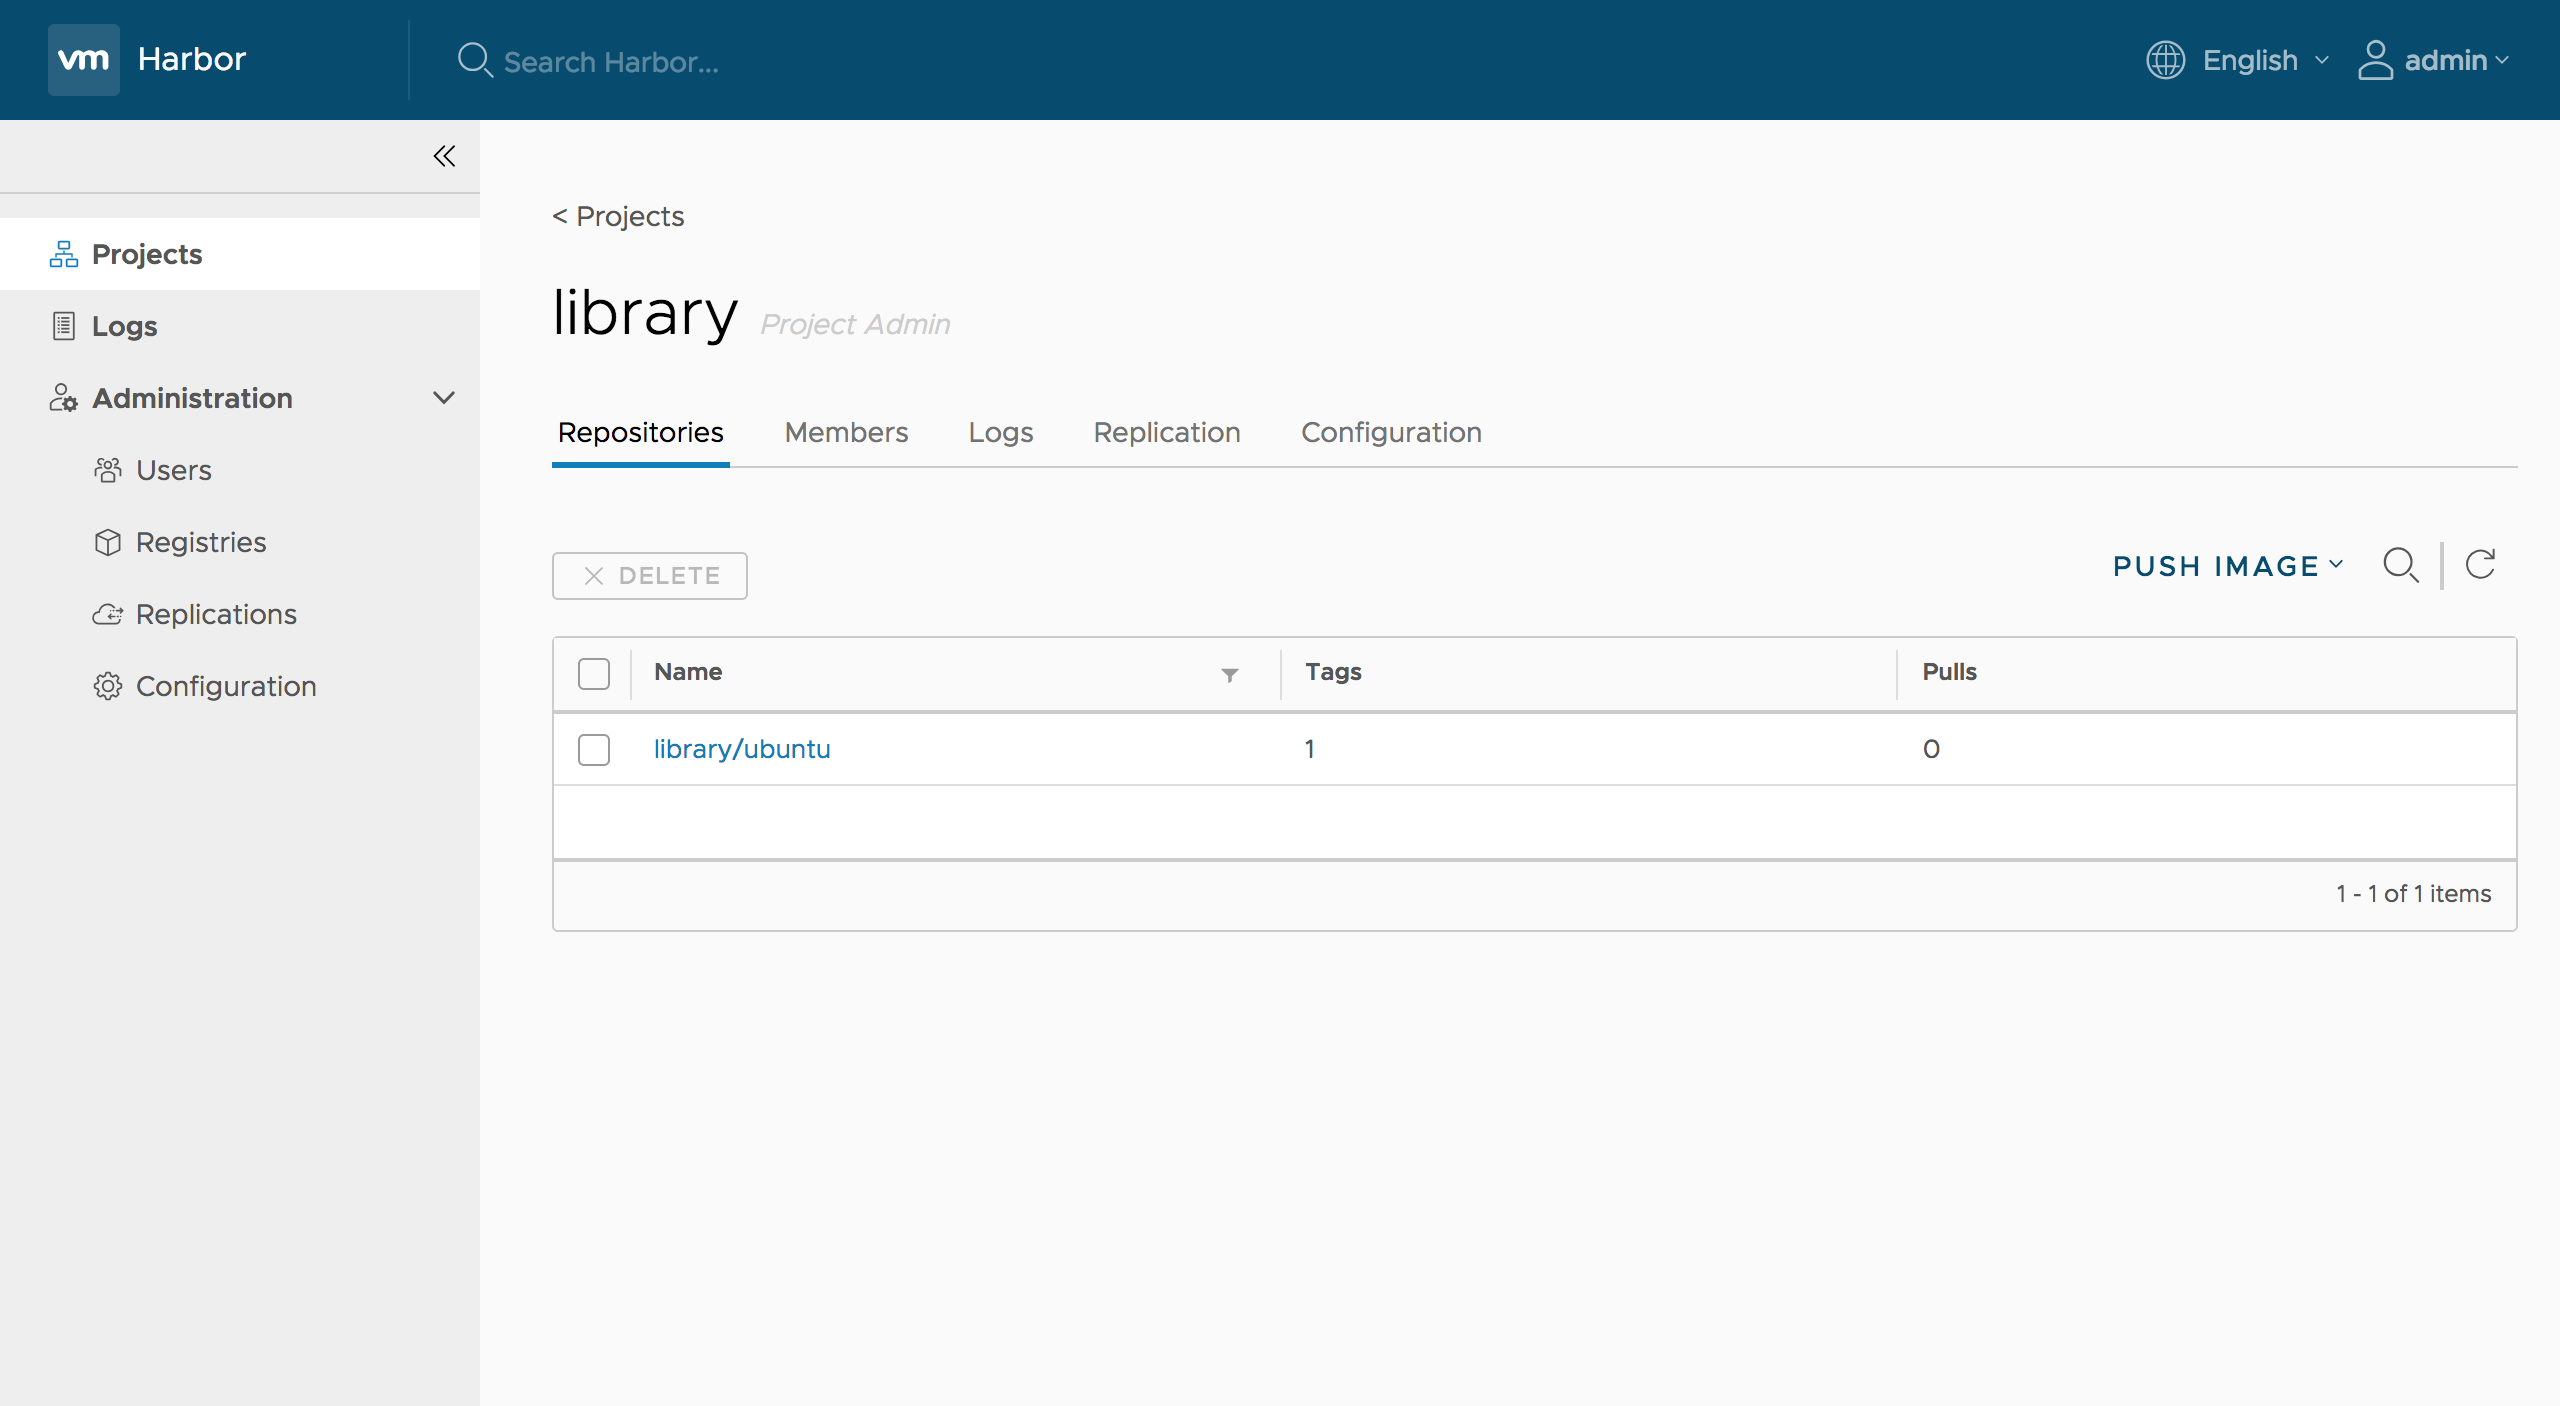 vm Harbor Search Harbor... English admin
Projects
Logs
Administration
Users
Registries
Replications
Configuration
< Projects
library Project Admin
Repositories Members Logs Replication Configuration
DELETE PUSH IMAGE
Name Tags Pulls
library/ubuntu 1 0
1 - 1 of 1 items